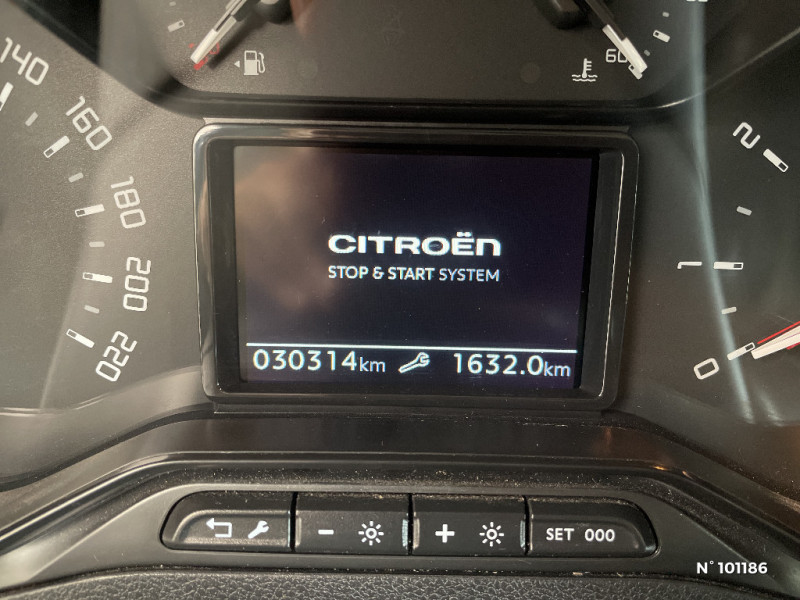 140
160
180
200
220
60
2
1
0
CITROËN
STOP & START SYSTEM
030314km 1632.0km
- + SET 000
N°101186